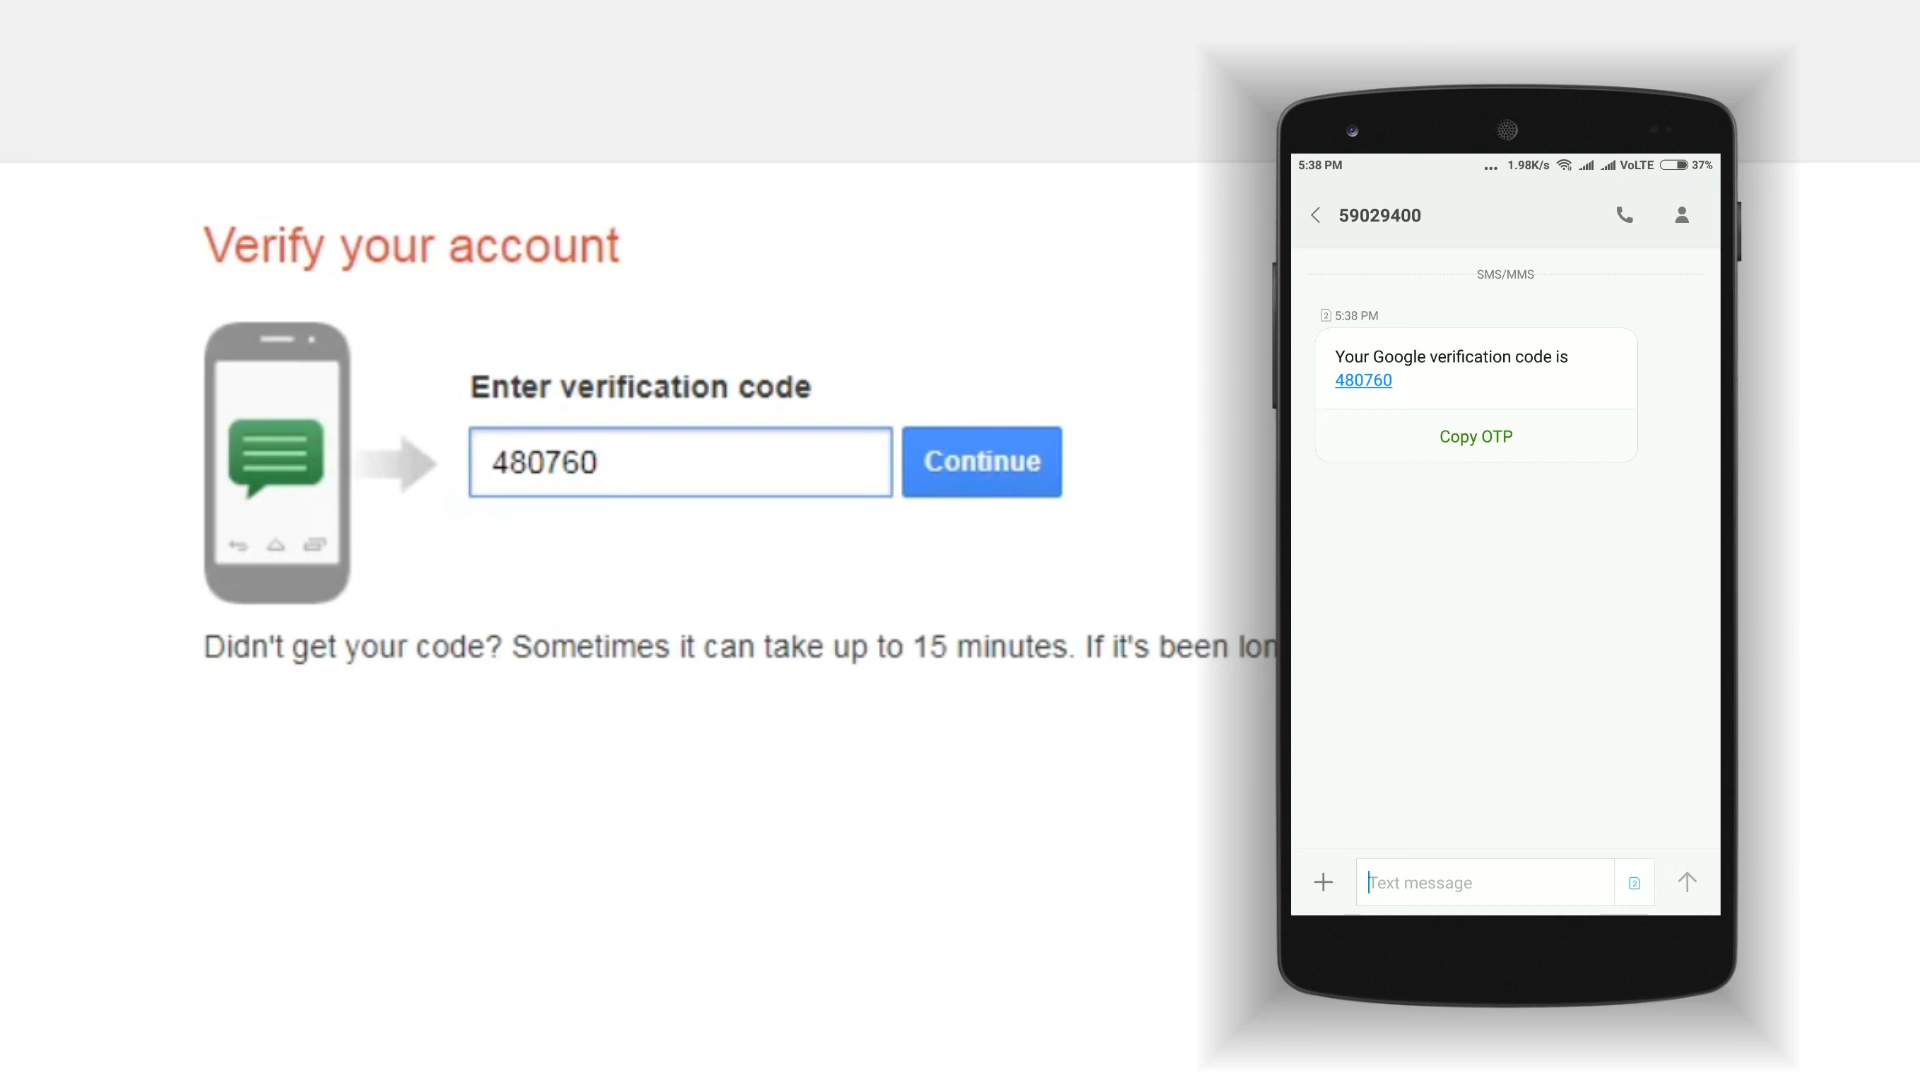 Verify your account
Enter verification code
480760
Continue
Didn't get your code? Sometimes it can take up to 15 minutes. If it's been lon
5:38 PM
... 1.98K/s VoLTE 37%
59029400
SMS/MMS
2 5:38 PM
Your Google verification code is
480760
Copy OTP
Text message
2